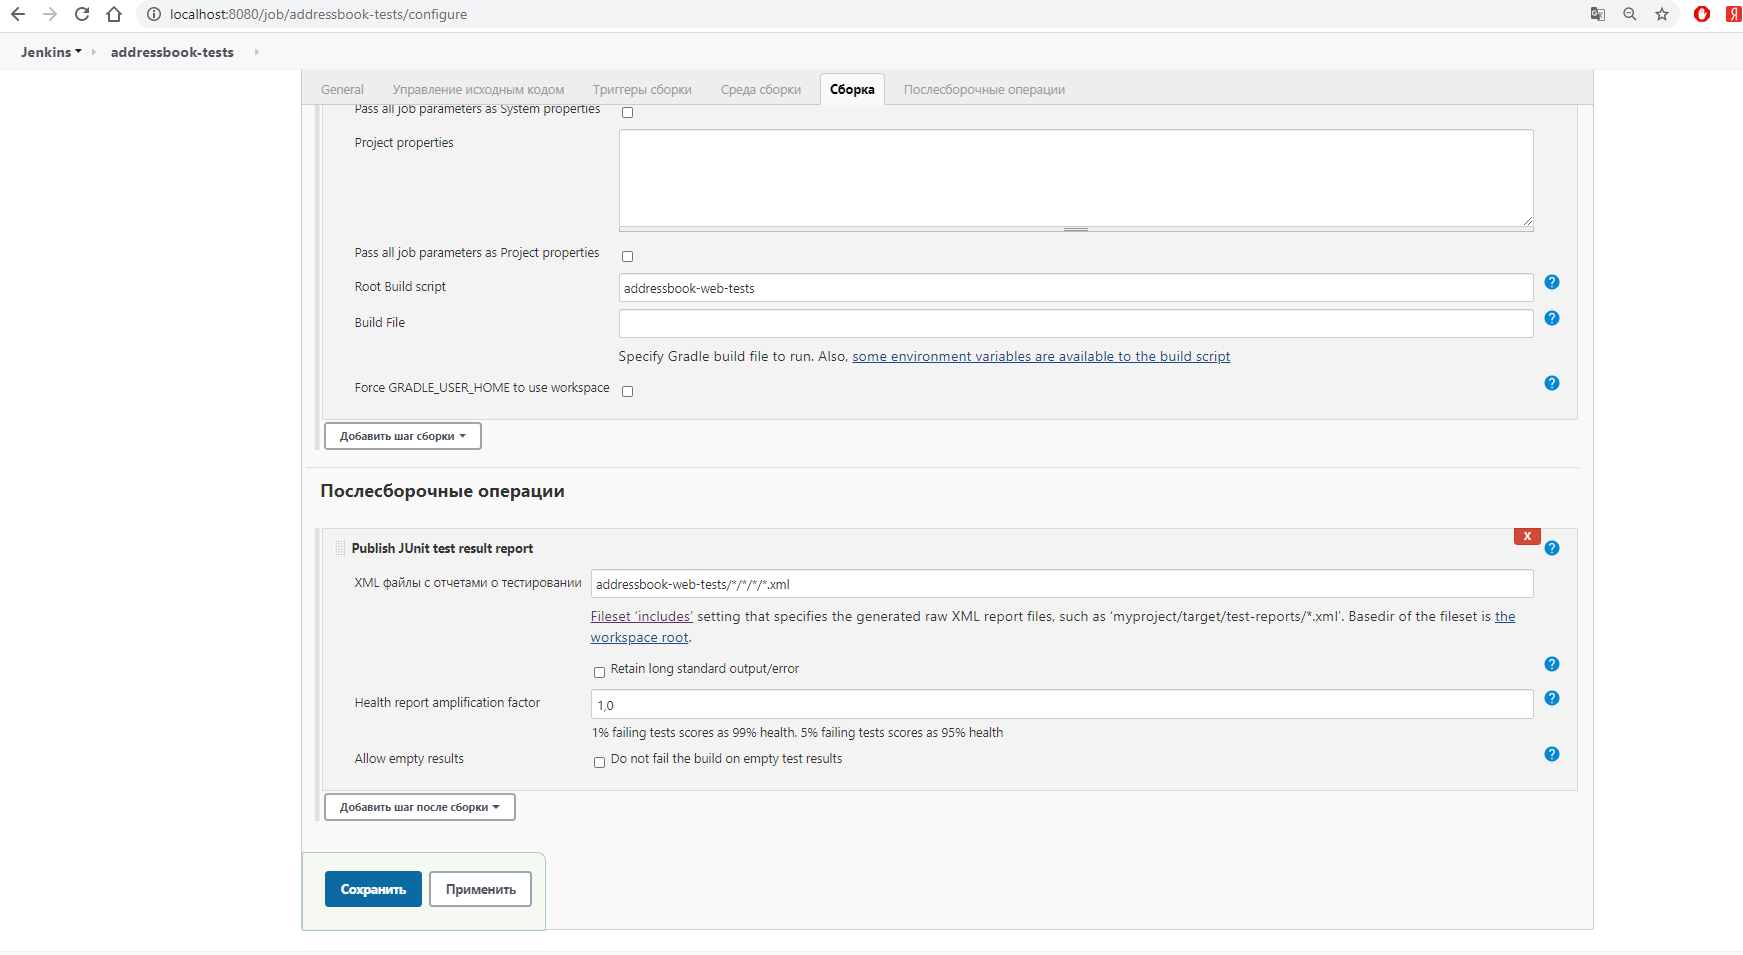 localhost:8080/job/addressbook-tests/configure
Jenkins addressbook-tests
General Управление исходным кодом Триггеры сборки Среда сборки Сборка Послесборочные операции
Pass all job parameters as System properties
Project properties
Pass all job parameters as Project properties
Root Build script addressbook-web-tests
Build File
Specify Gradle build file to run. Also, some environment variables are available to the build script
Force GRADLE_USER_HOME to use workspace
Добавить шаг сборки
Послесборочные операции
X
Publish JUnit test result report
XML файлы с отчетами о тестировании addressbook-web-tests/*/*/*/*.xml
Fileset ‘includes’ setting that specifies the generated raw XML report files, such as ‘myproject/target/test-reports/*.xml’. Basedir of the fileset is the
workspace root.
Retain long standard output/error
Health report amplification factor 1,0
1% failing tests scores as 99% health. 5% failing tests scores as 95% health
Allow empty results Do not fail the build on empty test results
Добавить шаг после сборки
Сохранить Применить